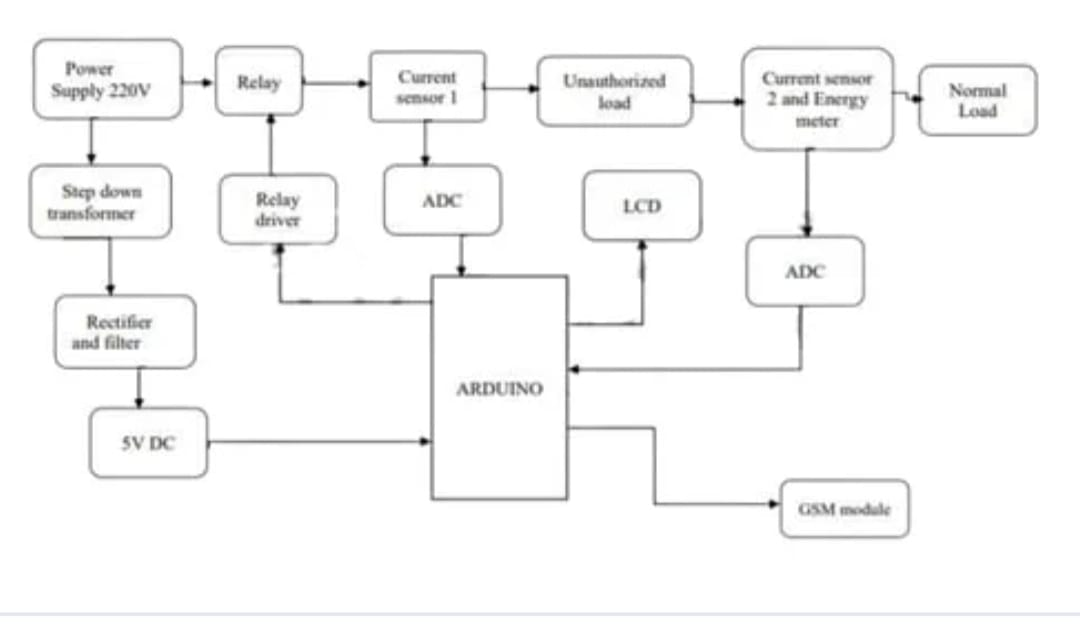 Power
Supply 220V
Relay
Current
sensor 1
Unauthorized
load
Current sensor
2 and Energy
meter
Normal
Load
Step down
transformer
Relay
driver
ADC
LCD
ADC
Rectifier
and filter
ARDUINO
5V DC
GSM module